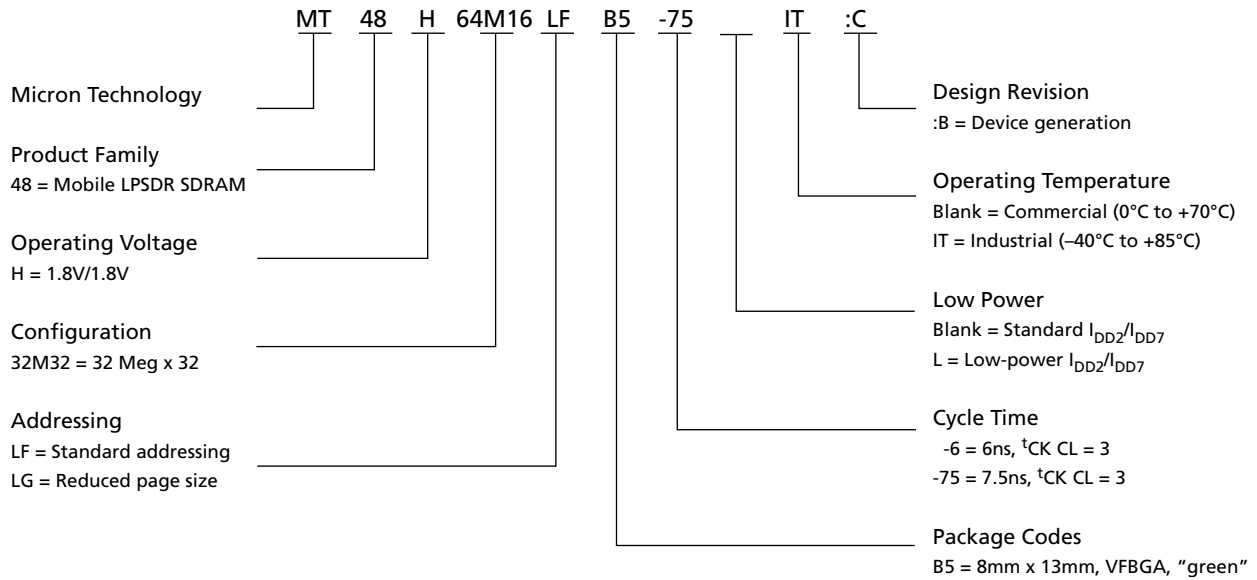 MT 48 H 64M16 LF B5 -75 __ IT :C
Micron Technology
Product Family
48 = Mobile LPSDR SDRAM
Operating Voltage
H = 1.8V/1.8V
Configuration
32M32 = 32 Meg x 32
Addressing
LF = Standard addressing
LG = Reduced page size
Design Revision
:B = Device generation
Operating Temperature
Blank = Commercial (0°C to +70°C)
IT = Industrial (–40°C to +85°C)
Low Power
Blank = Standard IDD2/IDD7
L = Low-power IDD2/IDD7
Cycle Time
-6 = 6ns, tCK CL = 3
-75 = 7.5ns, tCK CL = 3
Package Codes
B5 = 8mm x 13mm, VFBGA, “green”